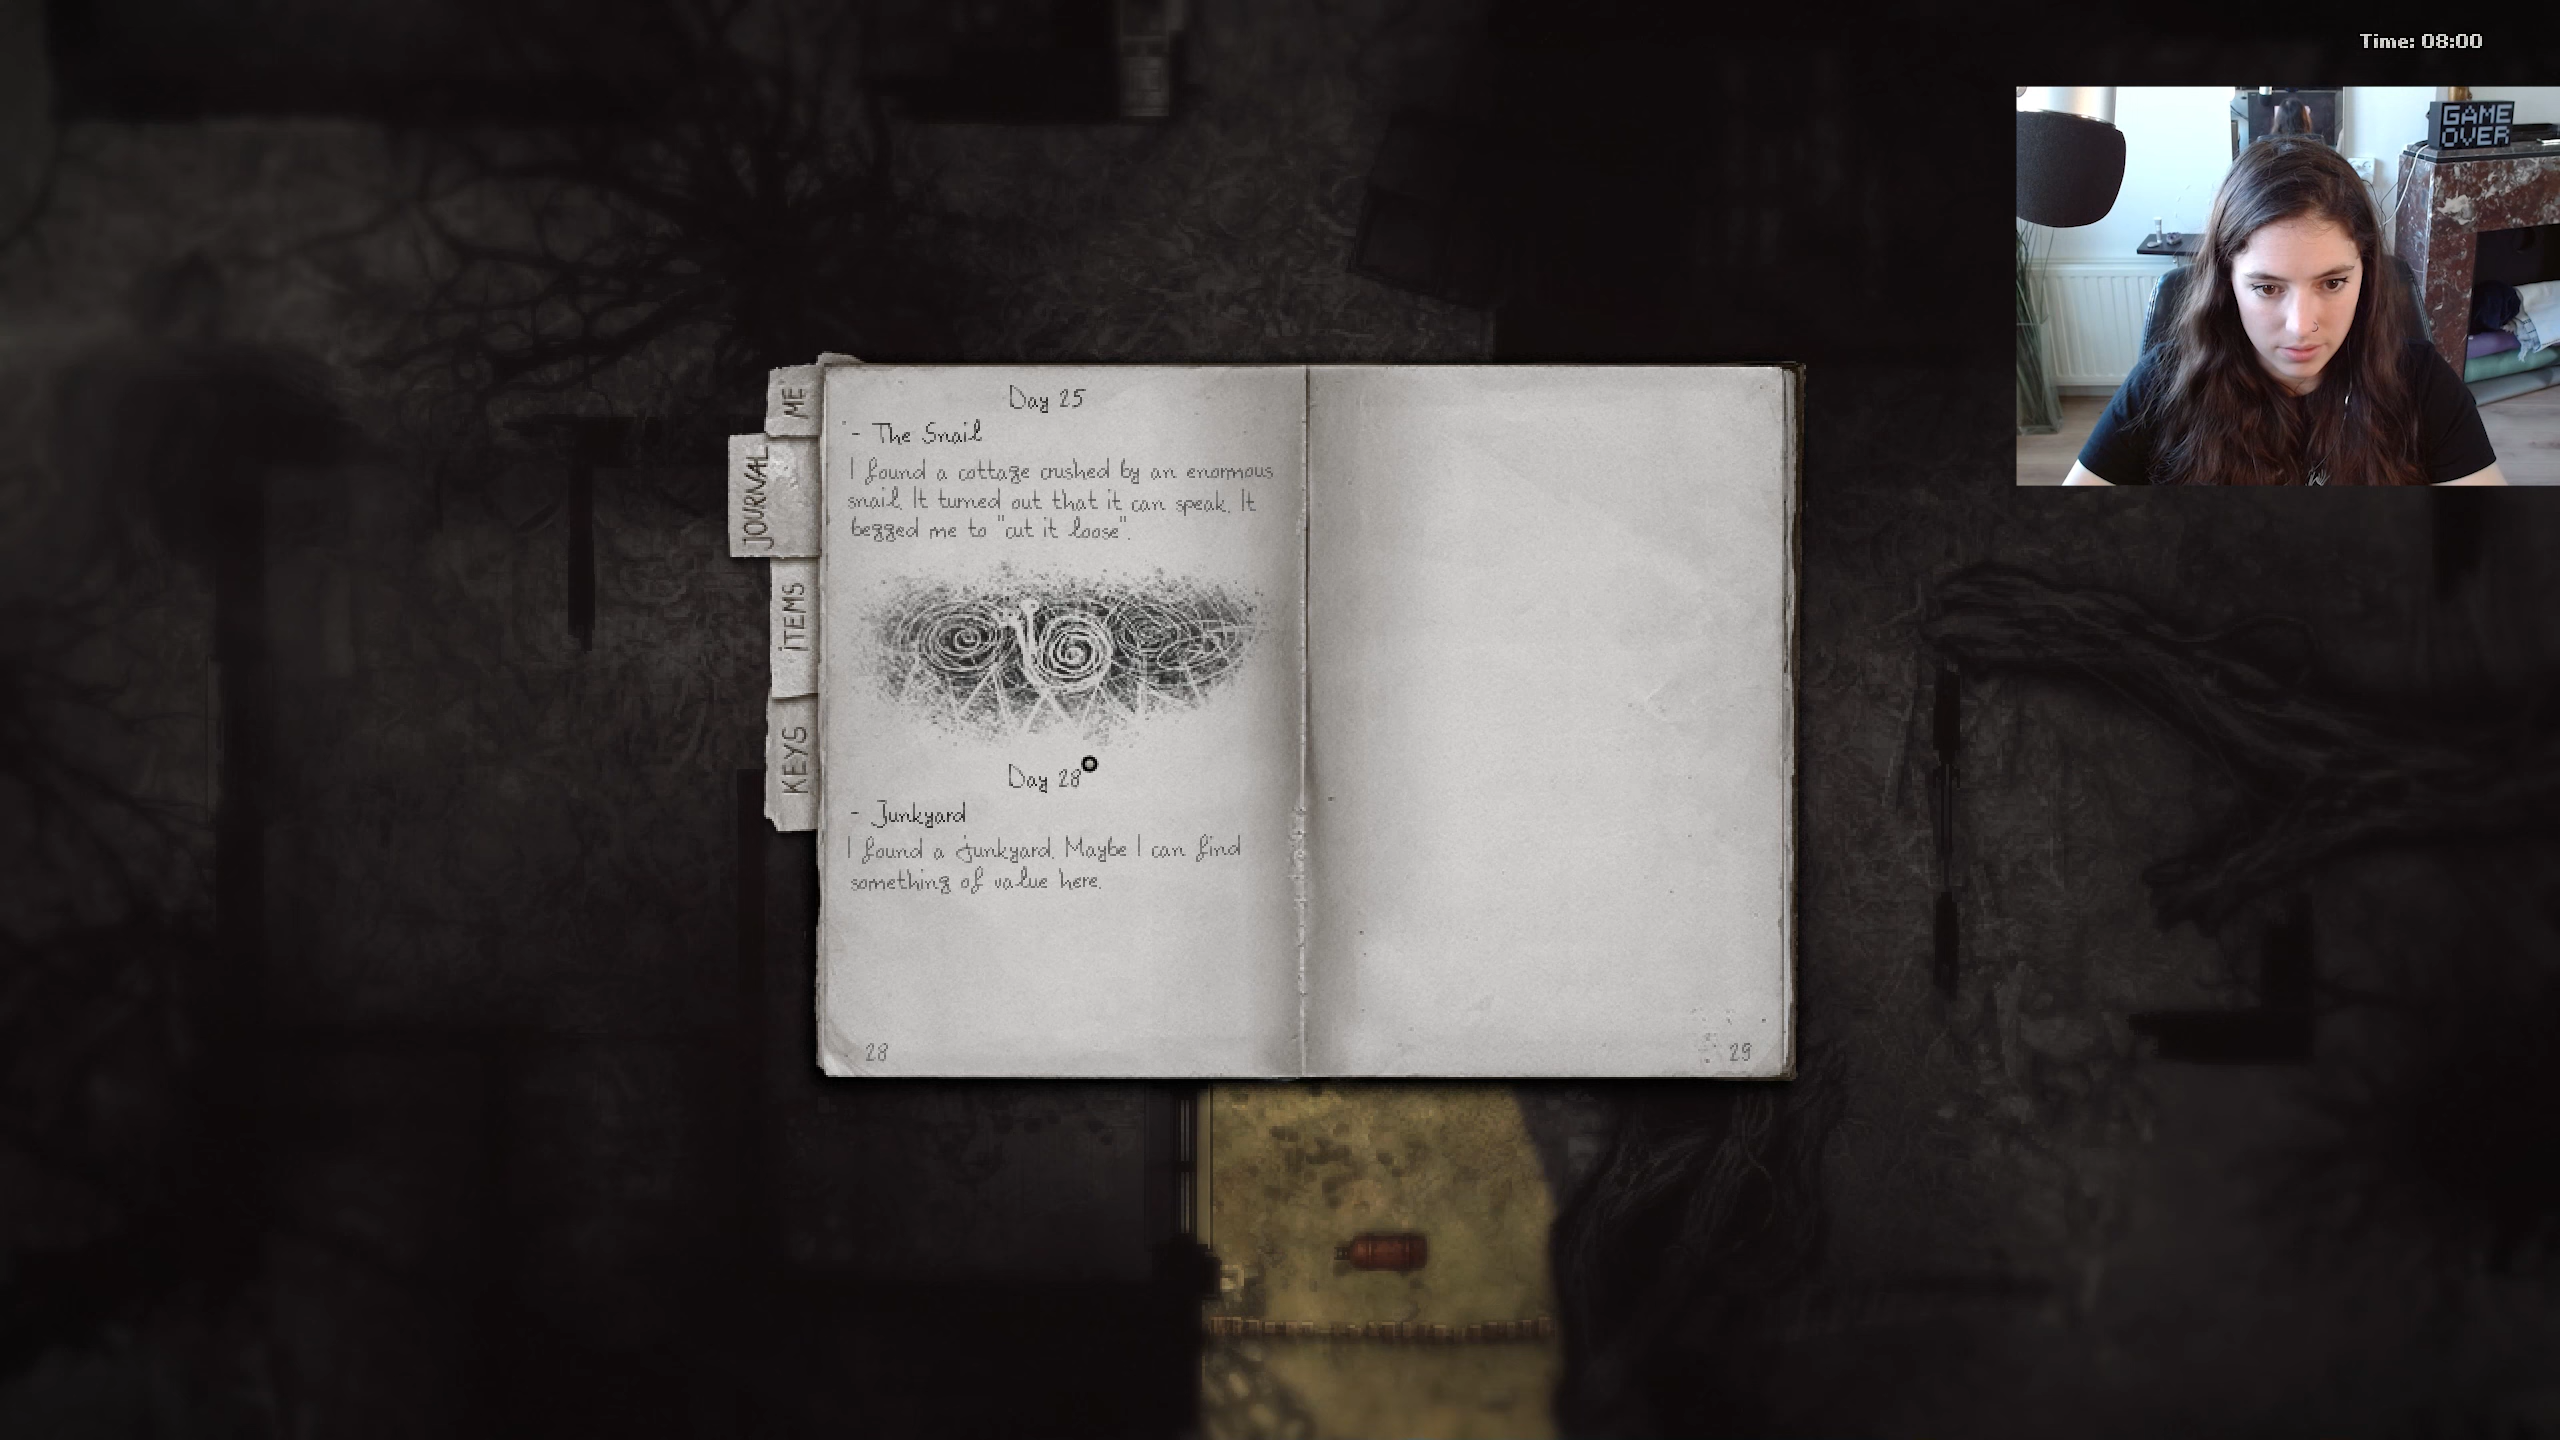 Time: 08:00
GAME
OVER
ME
JOURNAL
ITEMS
KEYS
Day 25
- The Snail
I found a cottage crushed by an enormous
snail. It turned out that it can speak. It
begged me to "cut it loose".
Day 28
- Junkyard
I found a junkyard. Maybe I can find
something of value here.
28
29